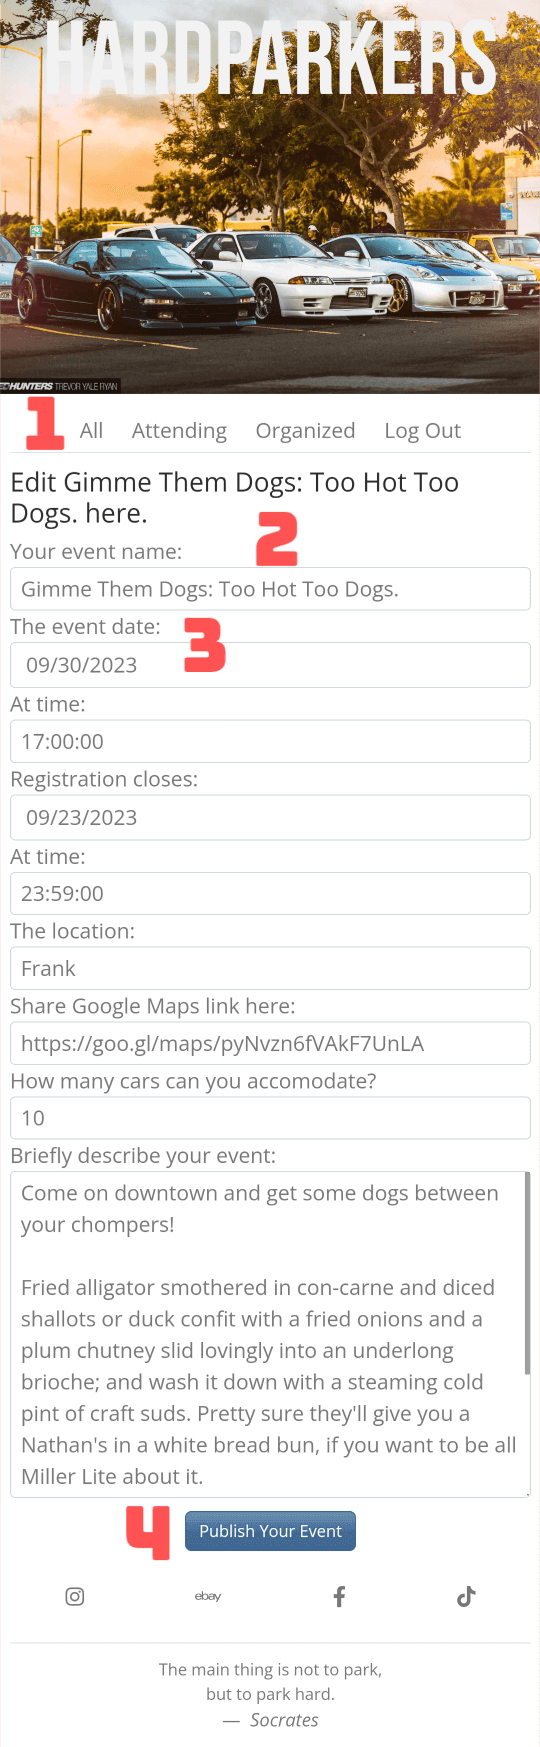 HARDPARKERS
EDHUNTERS TREVOR YALE RYAN
1
All Attending Organized Log Out
Edit Gimme Them Dogs: Too Hot Too
Dogs. here.
2
Your event name:
Gimme Them Dogs: Too Hot Too Dogs.
The event date:
3
09/30/2023
At time:
17:00:00
Registration closes:
09/23/2023
At time:
23:59:00
The location:
Frank
Share Google Maps link here:
https://goo.gl/maps/pyNvzn6fVAkF7UnLA
How many cars can you accomodate?
10
Briefly describe your event:
Come on downtown and get some dogs between
your chompers!
Fried alligator smothered in con-carne and diced
shallots or duck confit with a fried onions and a
plum chutney slid lovingly into an underlong
brioche; and wash it down with a steaming cold
pint of craft suds. Pretty sure they'll give you a
Nathan's in a white bread bun, if you want to be all
Miller Lite about it.
4
Publish Your Event
ebay
The main thing is not to park,
but to park hard.
— Socrates